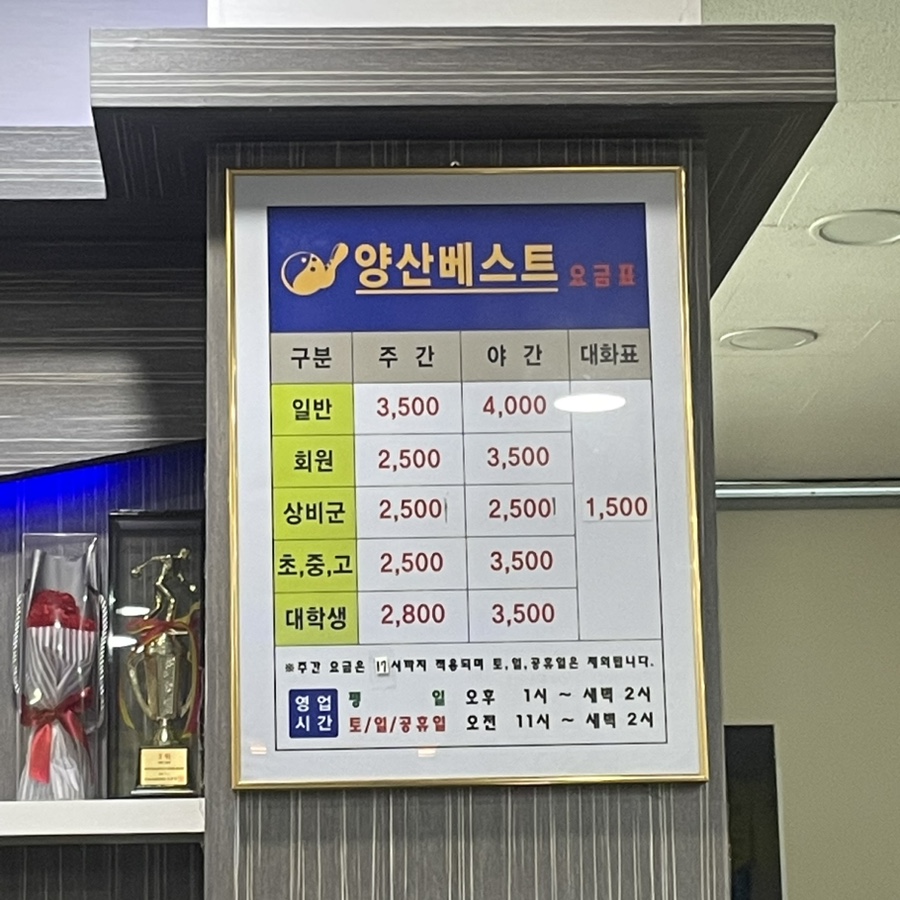 양산베스트 요금표
구분 주간 야간 대화표
일반 3,500 4,000
회원 2,500 3,500
상비군 2,500 2,500 1,500
초,중,고 2,500 3,500
대학생 2,800 3,500
※주간 요금은 17시까지 적용되며 토,일,공휴일은 제외됩니다.
영업시간 평 일 오후 1시 ~ 새벽 2시
토/일/공휴일 오전 11시 ~ 새벽 2시